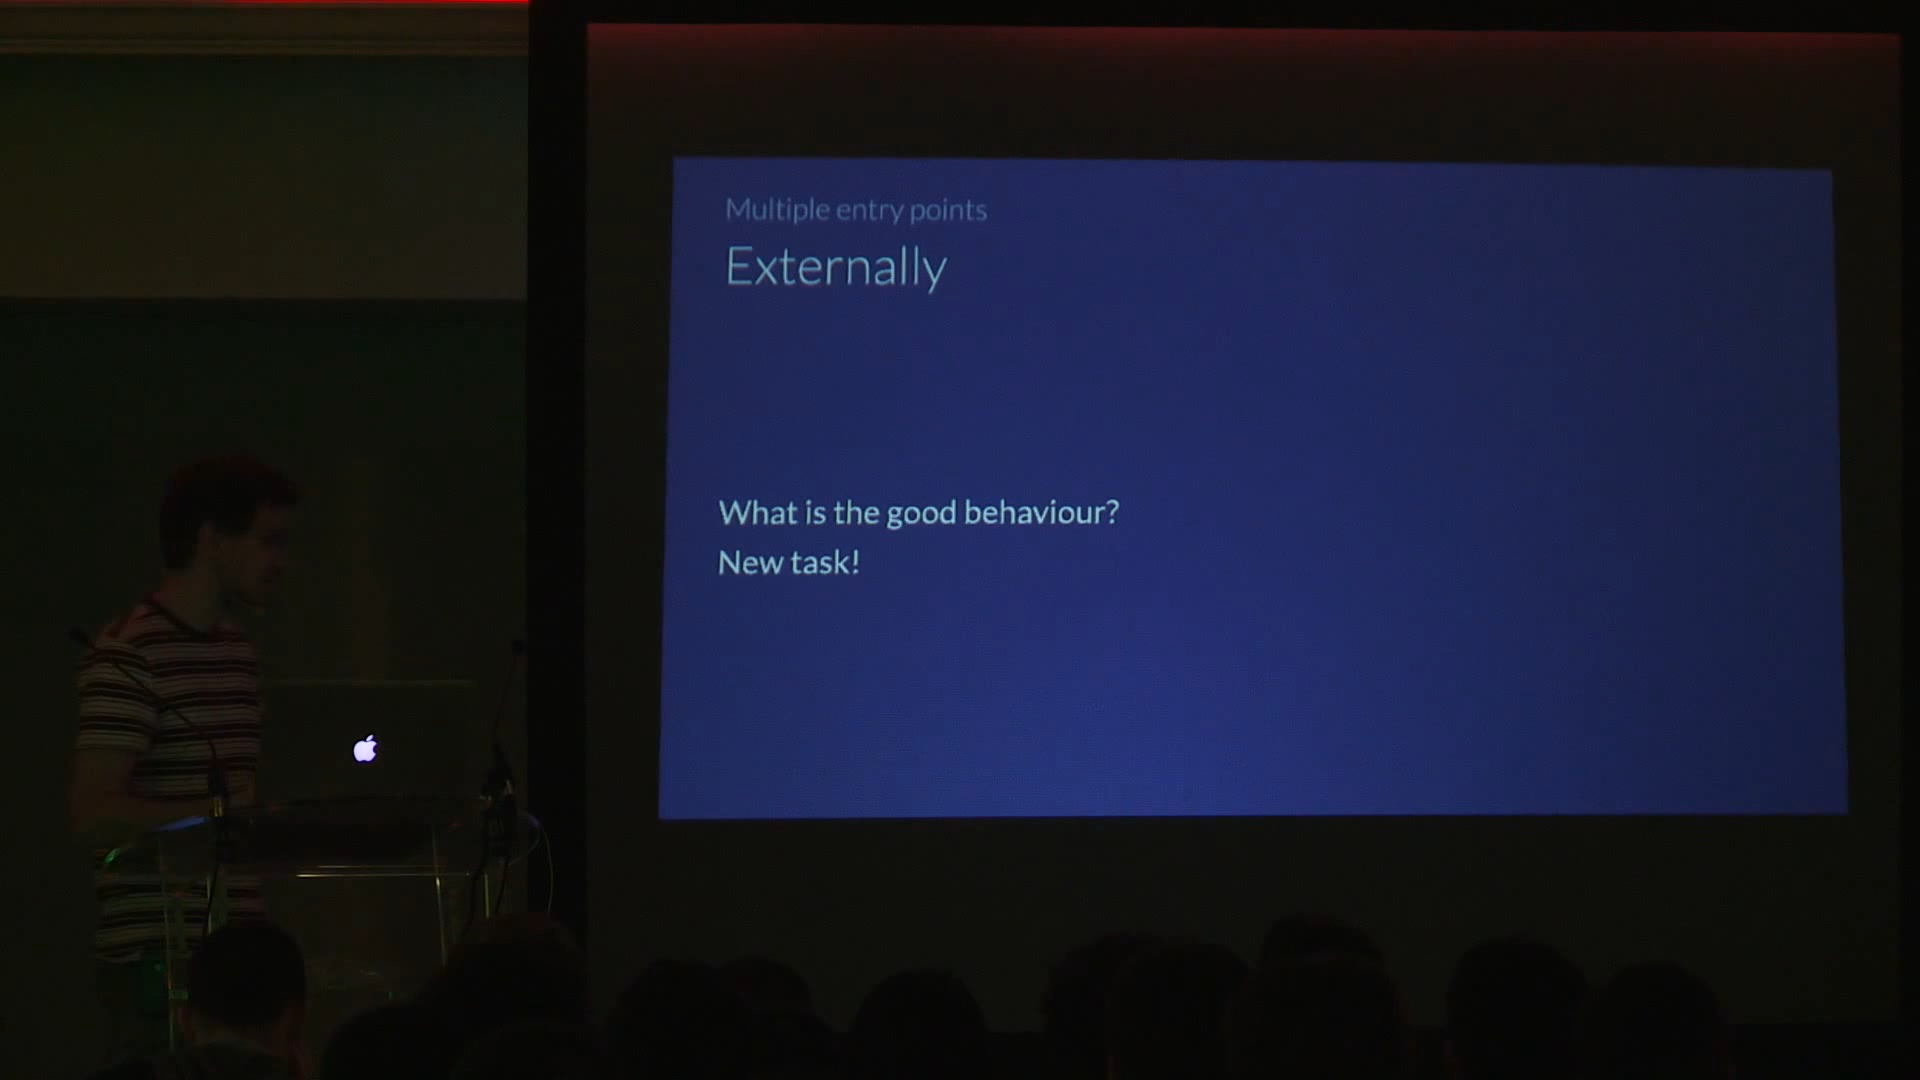 Multiple entry points
Externally
What is the good behaviour?
New task!